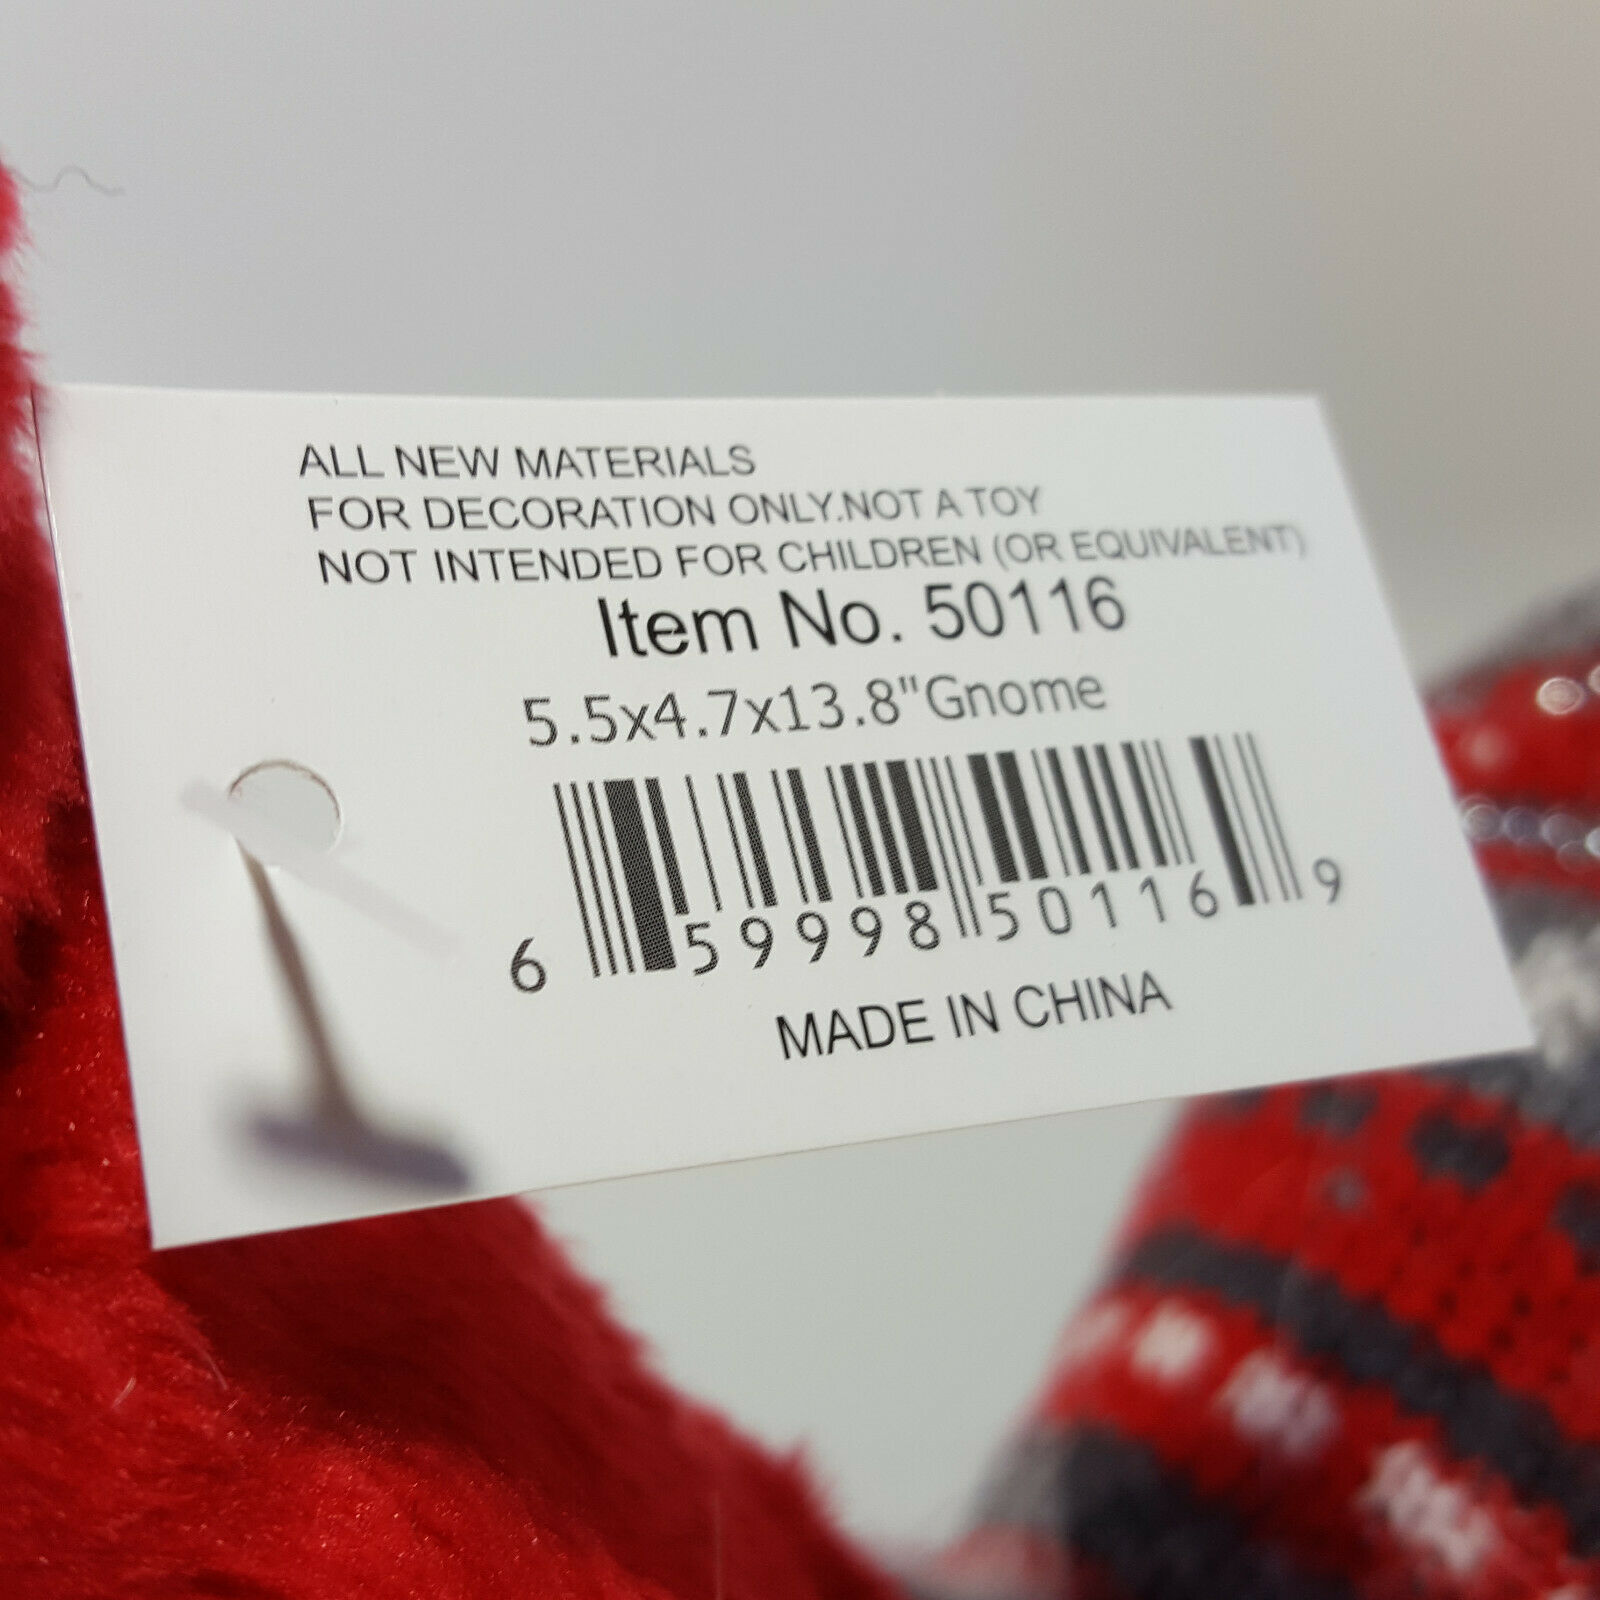 ALL NEW MATERIALS
FOR DECORATION ONLY.NOT A TOY
NOT INTENDED FOR CHILDREN (OR EQUIVALENT)
Item No. 50116
5.5x4.7x13.8"Gnome
6 59998 50116 9
MADE IN CHINA